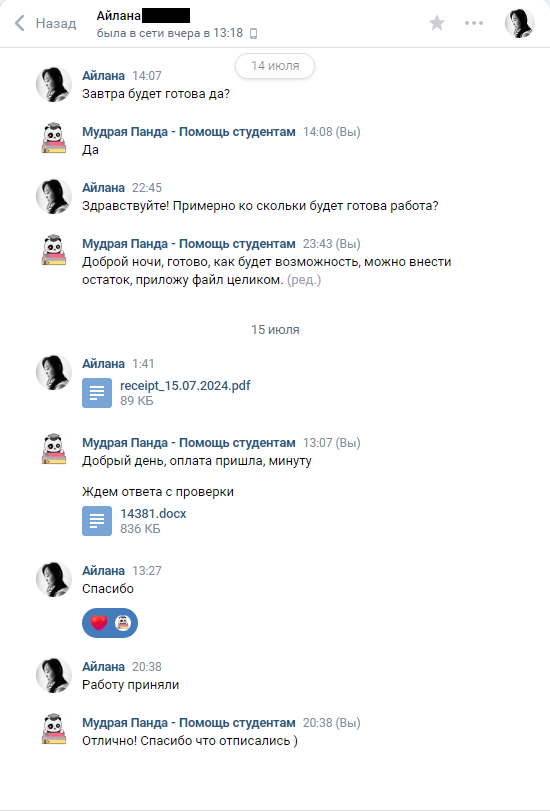 Назад
Айлана
была в сети вчера в 13:18
14 июля
Айлана 14:07
Завтра будет готова да?
Мудрая Панда - Помощь студентам 14:08 (Вы)
Да
Айлана 22:45
Здравствуйте! Примерно ко скольки будет готова работа?
Мудрая Панда - Помощь студентам 23:43 (Вы)
Доброй ночи, готово, как будет возможность, можно внести
остаток, приложу файл целиком. (ред.)
15 июля
Айлана 1:41
receipt_15.07.2024.pdf
89 КБ
Мудрая Панда - Помощь студентам 13:07 (Вы)
Добрый день, оплата пришла, минуту
Ждем ответа с проверки
14381.docx
836 КБ
Айлана 13:27
Спасибо
Айлана 20:38
Работу приняли
Мудрая Панда - Помощь студентам 20:38 (Вы)
Отлично! Спасибо что отписались )